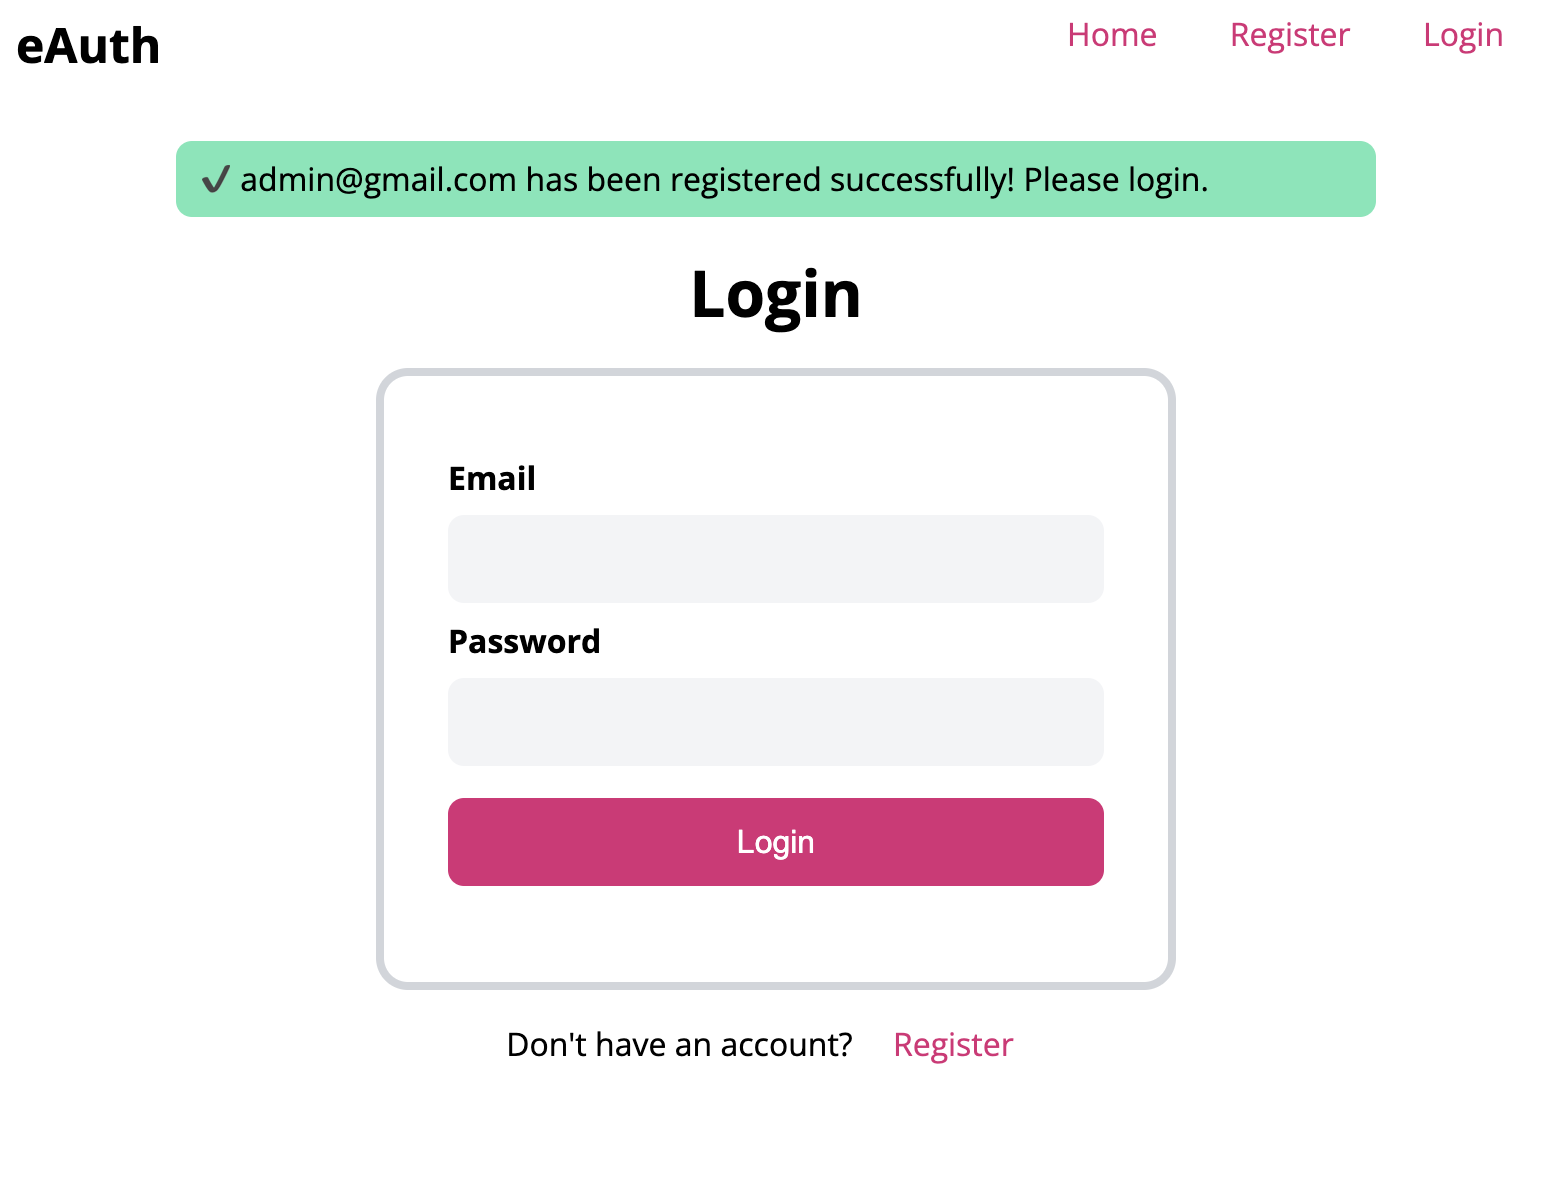 eAuth
Home Register Login
✔ admin@gmail.com has been registered successfully! Please login.
Login
Email
Password
Login
Don't have an account? Register